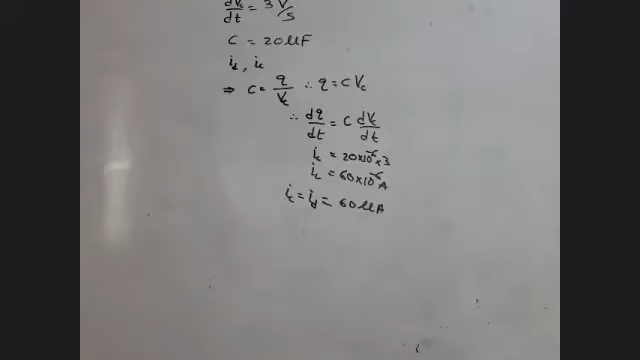 dVc/dt = 3 V/S
C = 20 μF
id, ic
⇒ C = q/Vc ∴ q = C Vc
∴ dq/dt = C dVc/dt
ic = 20×10⁻⁶×3
ic = 60×10⁻⁶ A
ic = id = 60 μA